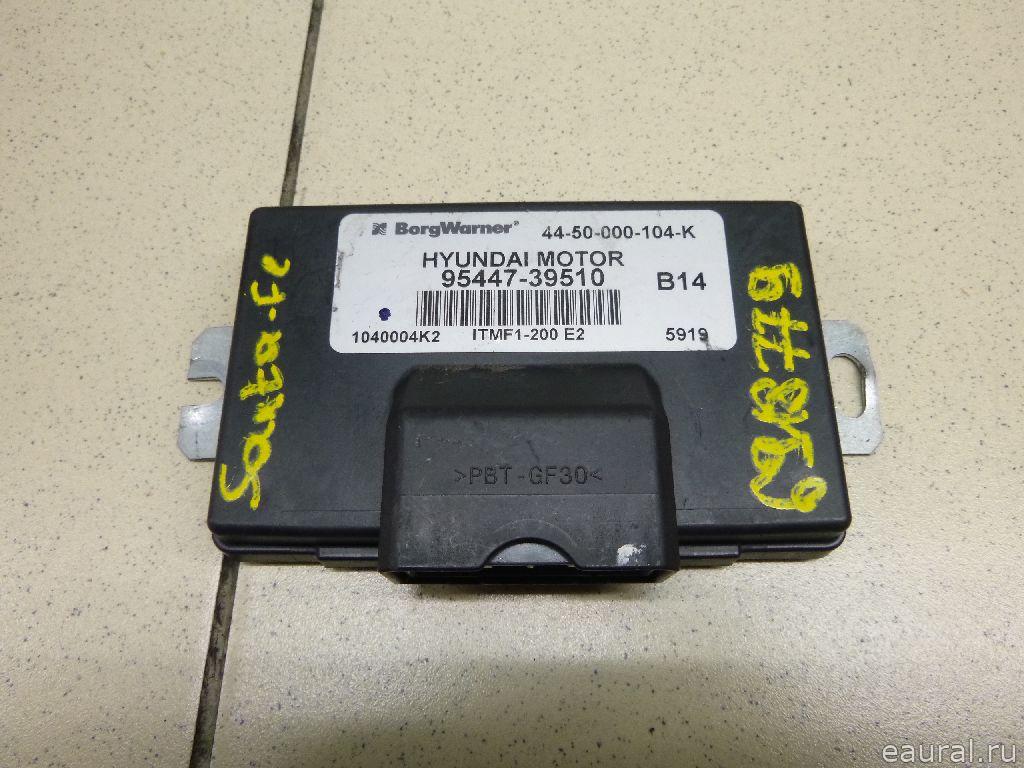 BorgWarner® 44-50-000-104-K
HYUNDAI MOTOR
95447-39510 B14
1040004K2 ITMF1-200 E2 5919
>PBT-GF30<
Santa-Fe
eaural.ru